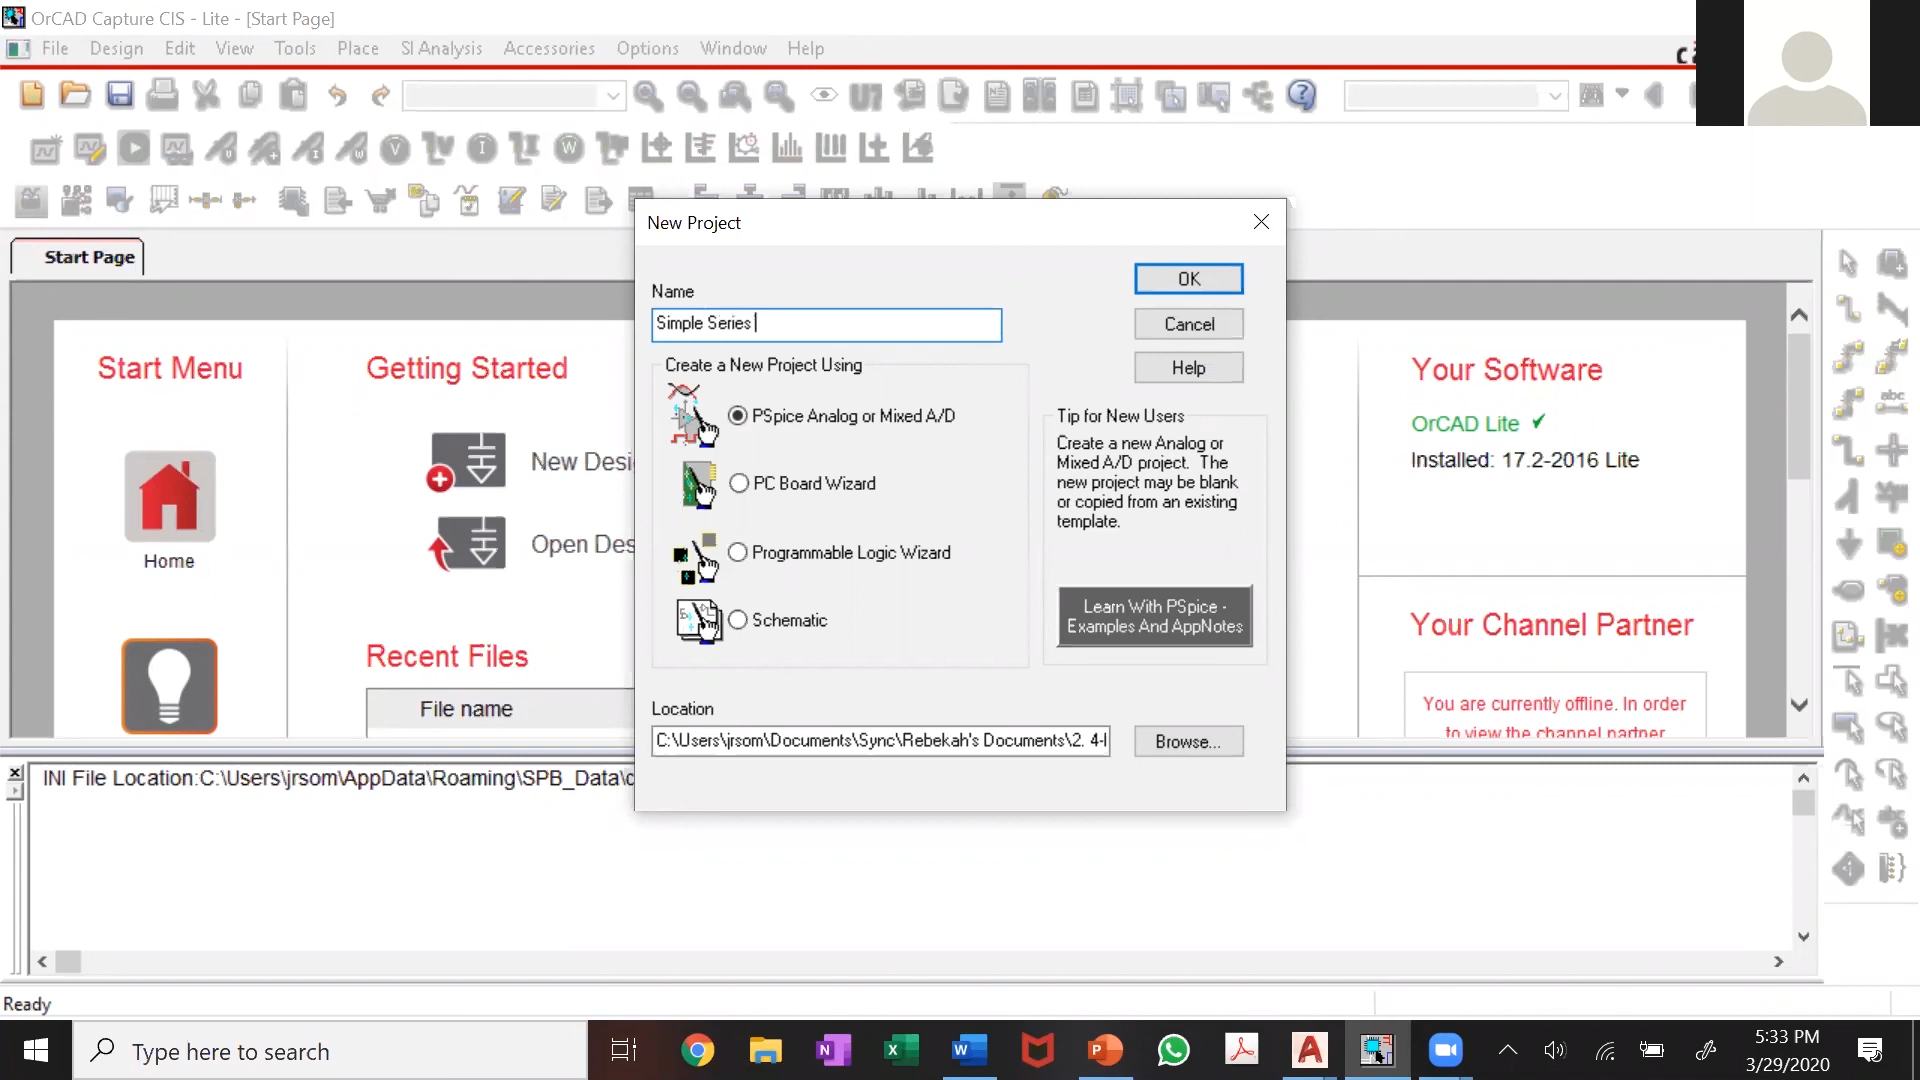 OrCAD Capture CIS - Lite - [Start Page]
File Design Edit View Tools Place SI Analysis Accessories Options Window Help
Start Page
Start Menu
Home
Getting Started
New Desi
Open Des
Recent Files
File name
New Project
Name
Simple Series
OK
Cancel
Help
Create a New Project Using
PSpice Analog or Mixed A/D
PC Board Wizard
Programmable Logic Wizard
Schematic
Tip for New Users
Create a new Analog or
Mixed A/D project. The
new project may be blank
or copied from an existing
template.
Learn With PSpice -
Examples And AppNotes
Location
C:\Users\jrsom\Documents\Sync\Rebekah's Documents\2. 4-I
Browse...
Your Software
OrCAD Lite ✓
Installed: 17.2-2016 Lite
Your Channel Partner
You are currently offline. In order
to view the channel partner
INI File Location:C:\Users\jrsom\AppData\Roaming\SPB_Data\c
Ready
Type here to search
5:33 PM
3/29/2020